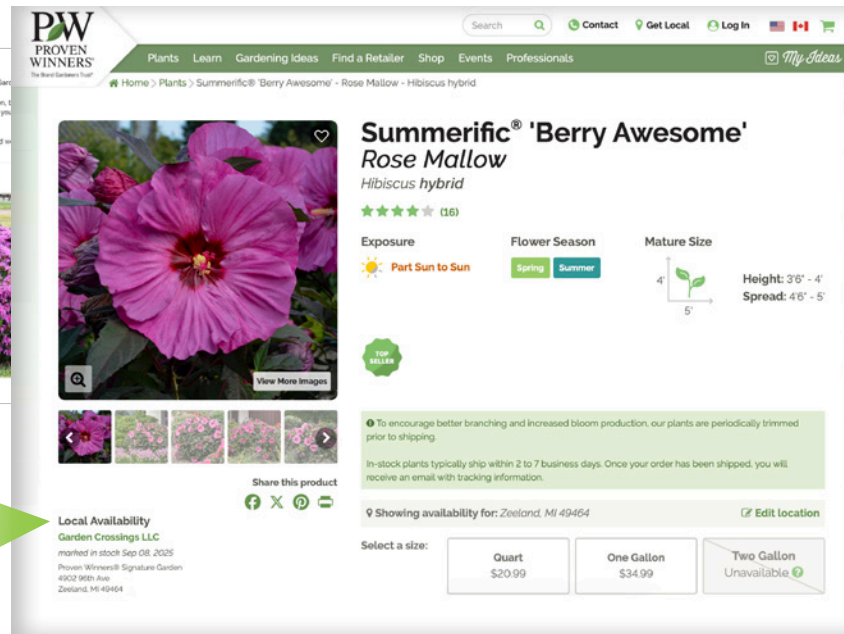 PW
PROVEN
WINNERS®
The Brand Gardeners Trust®
Search
Contact
Get Local
Log In
Plants Learn Gardening Ideas Find a Retailer Shop Events Professionals
My Ideas
Home > Plants > Summerific® 'Berry Awesome' - Rose Mallow - Hibiscus hybrid
Summerific® 'Berry Awesome'
Rose Mallow
Hibiscus hybrid
(16)
Exposure
Part Sun to Sun
Flower Season
Spring Summer
Mature Size
4'
5'
Height: 3'6" - 4'
Spread: 4'6" - 5'
TOP
SELLER
View More Images
To encourage better branching and increased bloom production, our plants are periodically trimmed
prior to shipping.
In-stock plants typically ship within 2 to 7 business days. Once your order has been shipped, you will
receive an email with tracking information.
Share this product
Local Availability
Garden Crossings LLC
marked in stock Sep 08, 2025
Proven Winners® Signature Garden
4902 96th Ave
Zeeland, MI 49464
Showing availability for: Zeeland, MI 49464
Edit location
Select a size:
Quart
$20.99
One Gallon
$34.99
Two Gallon
Unavailable ?